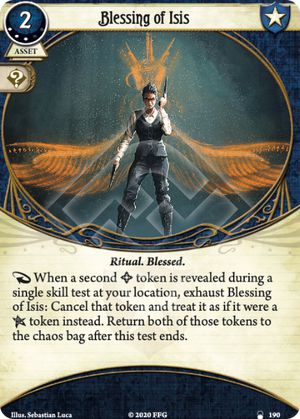 Blessing of Isis
2
ASSET
Ritual. Blessed.
When a second token is revealed during a
single skill test at your location, exhaust Blessing
of Isis: Cancel that token and treat it as if it were a
token instead. Return both of those tokens to
the chaos bag after this test ends.
Illus. Sebastian Luca © 2020 FFG 190